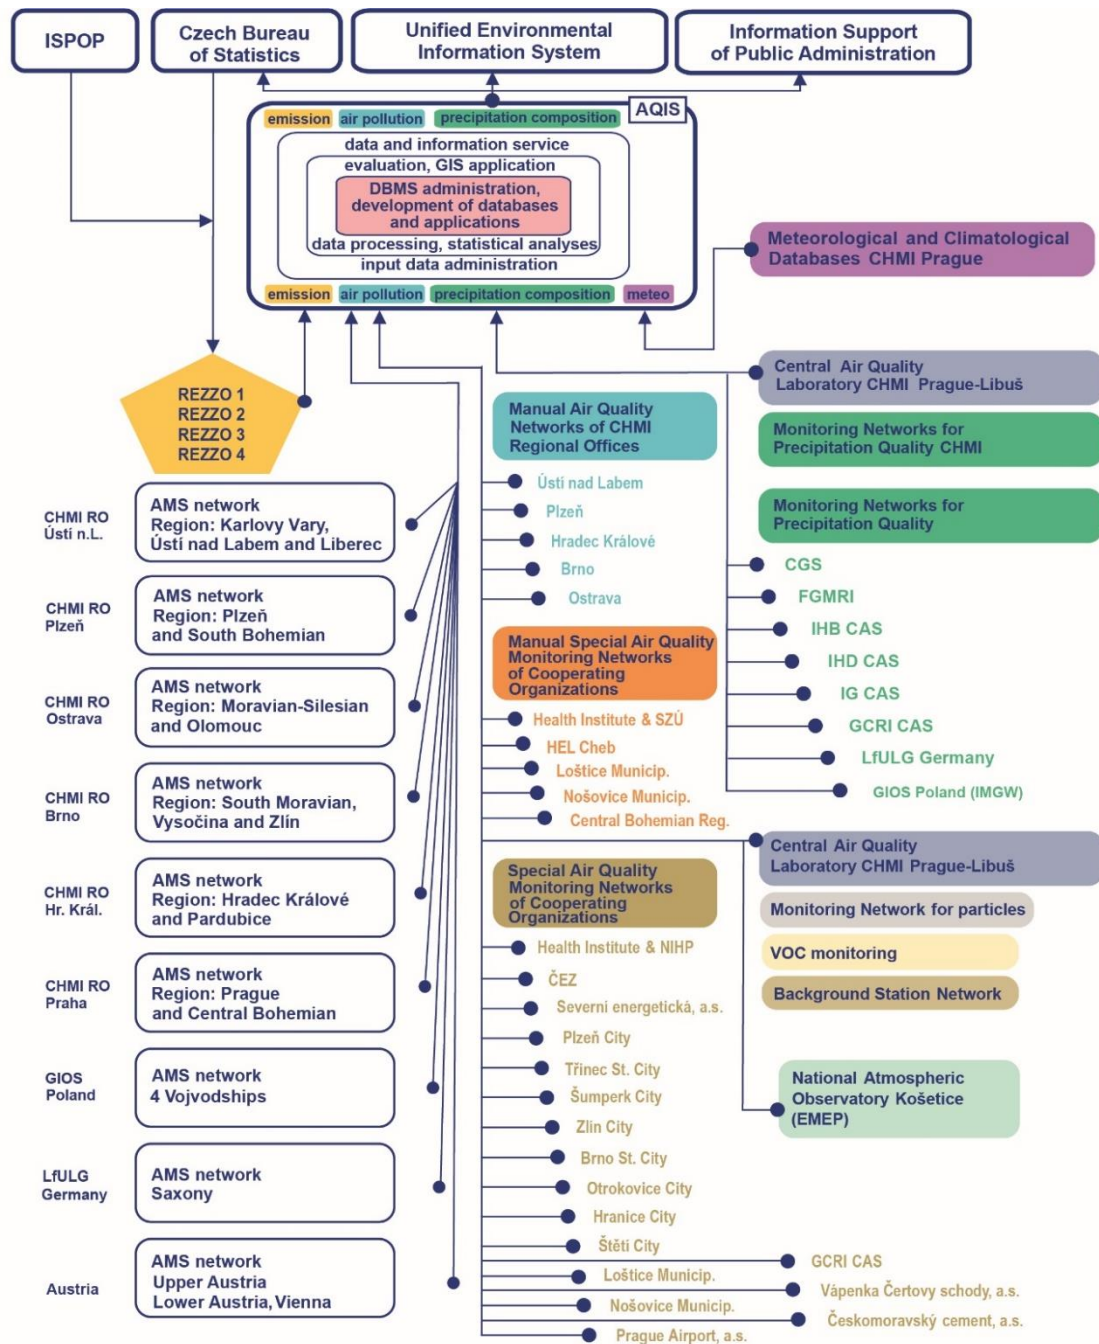 ISPOP
Czech Bureau
of Statistics
Unified Environmental
Information System
Information Support
of Public Administration
AQIS
emission
air pollution
precipitation composition
data and information service
evaluation, GIS application
DBMS administration,
development of databases
and applications
data processing, statistical analyses
input data administration
emission
air pollution
precipitation composition
meteo
Meteorological and Climatological
Databases CHMI Prague
REZZO 1
REZZO 2
REZZO 3
REZZO 4
CHMI RO
Ústí n.L.
AMS network
Region: Karlovy Vary,
Ústí nad Labem and Liberec
CHMI RO
Plzeň
AMS network
Region: Plzeň
and South Bohemian
CHMI RO
Ostrava
AMS network
Region: Moravian-Silesian
and Olomouc
CHMI RO
Brno
AMS network
Region: South Moravian,
Vysočina and Zlín
CHMI RO
Hr. Král.
AMS network
Region: Hradec Králové
and Pardubice
CHMI RO
Praha
AMS network
Region: Prague
and Central Bohemian
GIOS
Poland
AMS network
4 Vojvodships
LfULG
Germany
AMS network
Saxony
Austria
AMS network
Upper Austria
Lower Austria, Vienna
Manual Air Quality
Networks of CHMI
Regional Offices
Ústí nad Labem
Plzeň
Hradec Králové
Brno
Ostrava
Manual Special Air Quality
Monitoring Networks
of Cooperating
Organizations
Health Institute & SZÚ
HEL Cheb
Loštice Municip.
Nošovice Municip.
Central Bohemian Reg.
Special Air Quality
Monitoring Networks
of Cooperating
Organizations
Health Institute & NIHP
ČEZ
Severní energetická, a.s.
Plzeň City
Třinec St. City
Šumperk City
Zlín City
Brno St. City
Otrokovice City
Hranice City
Štětí City
Loštice Municip.
Nošovice Municip.
Prague Airport, a.s.
GCRI CAS
Vápenka Čertovy schody, a.s.
Českomoravský cement, a.s.
Central Air Quality
Laboratory CHMI Prague-Libuš
Monitoring Networks for
Precipitation Quality CHMI
Monitoring Networks for
Precipitation Quality
CGS
FGMRI
IHB CAS
IHD CAS
IG CAS
GCRI CAS
LfULG Germany
GIOS Poland (IMGW)
Central Air Quality
Laboratory CHMI Prague-Libuš
Monitoring Network for particles
VOC monitoring
Background Station Network
National Atmospheric
Observatory Košetice
(EMEP)